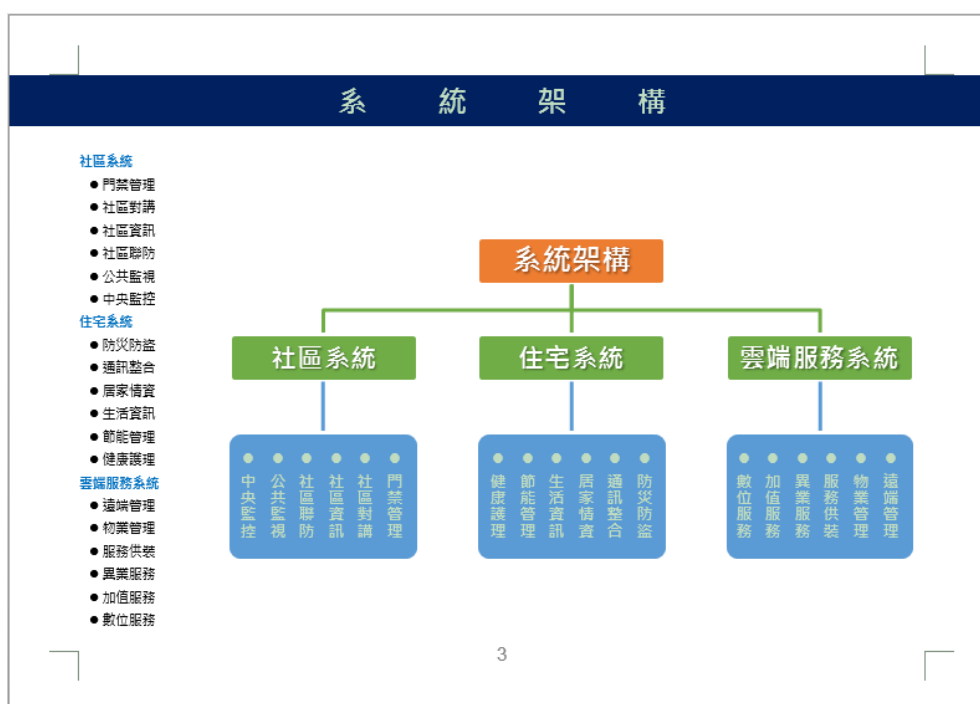 系統架構
社區系統
● 門禁管理
● 社區對講
● 社區資訊
● 社區聯防
● 公共監視
● 中央監控
住宅系統
● 防災防盜
● 通訊整合
● 居家情資
● 生活資訊
● 節能管理
● 健康護理
雲端服務系統
● 遠端管理
● 物業管理
● 服務供裝
● 異業服務
● 加值服務
● 數位服務
系統架構
社區系統
住宅系統
雲端服務系統
● 門禁管理
● 社區對講
● 社區資訊
● 社區聯防
● 公共監視
● 中央監控
● 防災防盜
● 通訊整合
● 居家情資
● 生活資訊
● 節能管理
● 健康護理
● 遠端管理
● 物業管理
● 服務供裝
● 異業服務
● 加值服務
● 數位服務
3